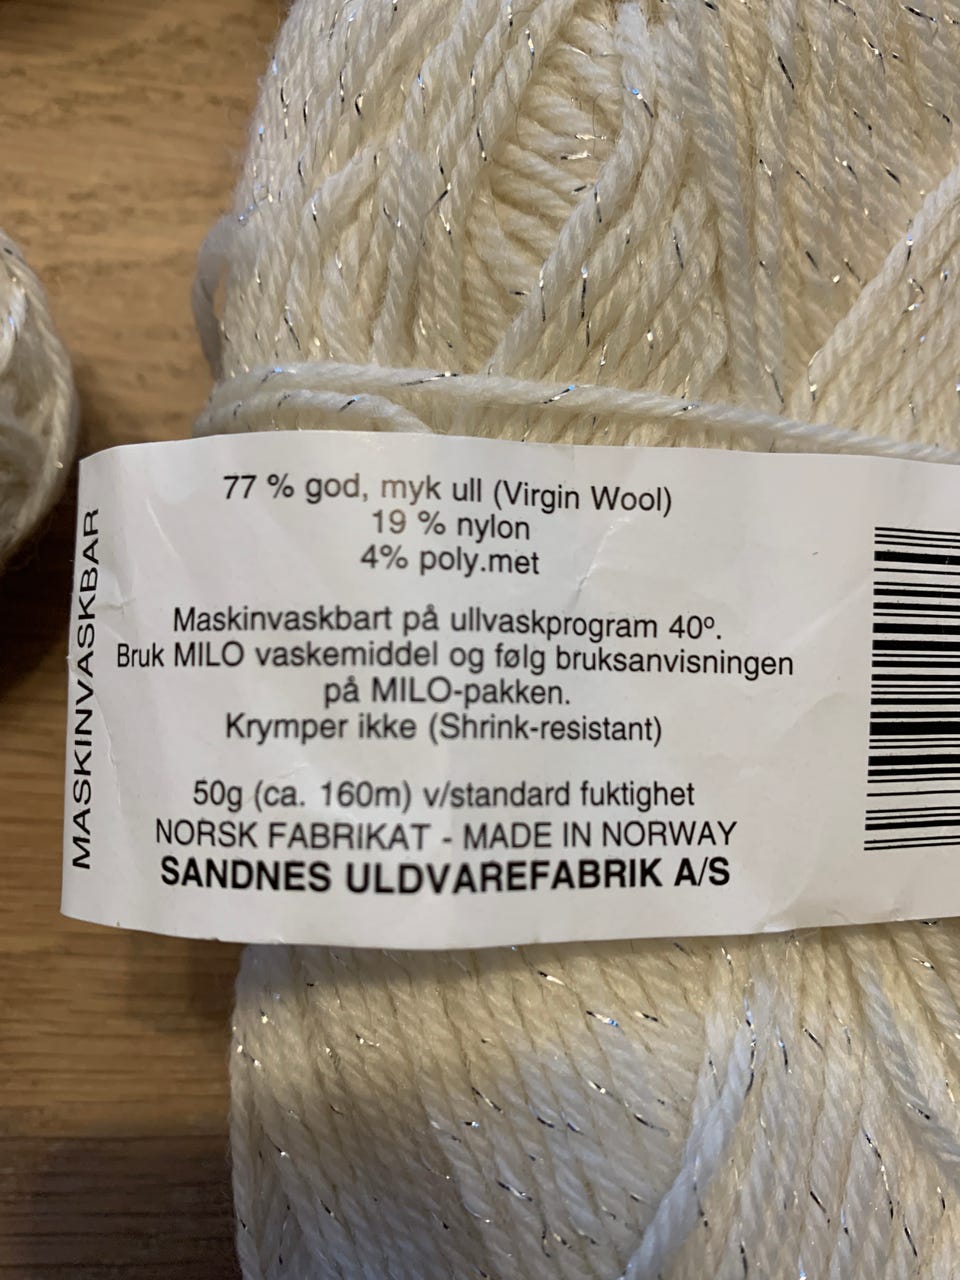 MASKINVASKBAR
77 % god, myk ull (Virgin Wool)
19 % nylon
4% poly.met
Maskinvaskbart på ullvaskprogram 40º.
Bruk MILO vaskemiddel og følg bruksanvisningen
på MILO-pakken.
Krymper ikke (Shrink-resistant)
50g (ca. 160m) v/standard fuktighet
NORSK FABRIKAT - MADE IN NORWAY
SANDNES ULDVAREFABRIK A/S